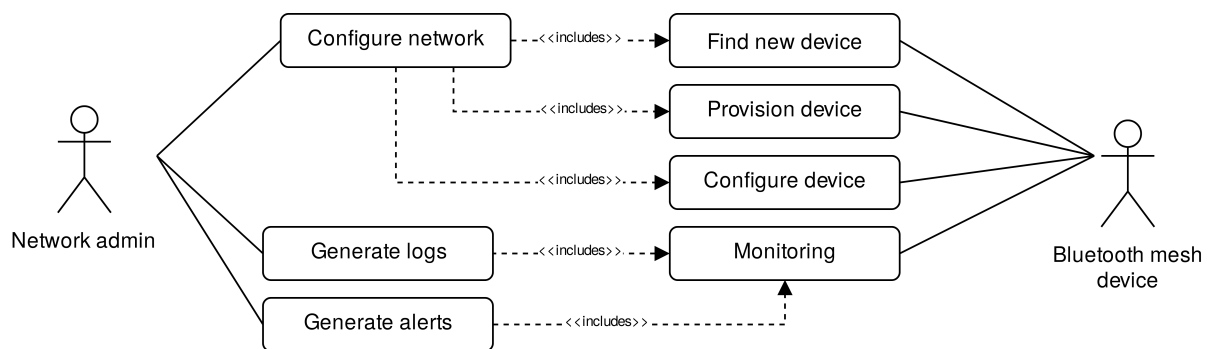 Configure network
<<includes>>
Find new device
<<includes>>
Provision device
<<includes>>
Configure device
Network admin
Generate logs
<<includes>>
Monitoring
Bluetooth mesh
device
Generate alerts
<<includes>>